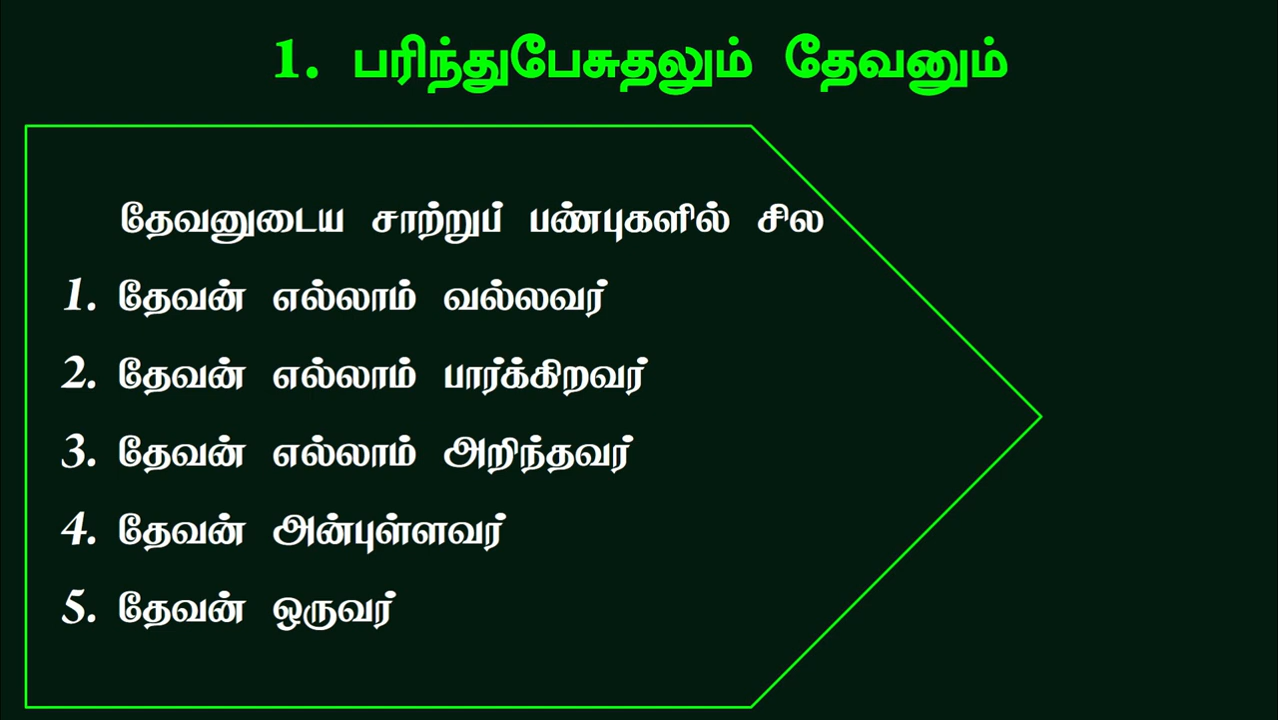 1. பரிந்துபேசுதலும் தேவனும்
தேவனுடைய சாற்றுப் பண்புகளில் சில
1. தேவன் எல்லாம் வல்லவர்
2. தேவன் எல்லாம் பார்க்கிறவர்
3. தேவன் எல்லாம் அறிந்தவர்
4. தேவன் அன்புள்ளவர்
5. தேவன் ஒருவர்